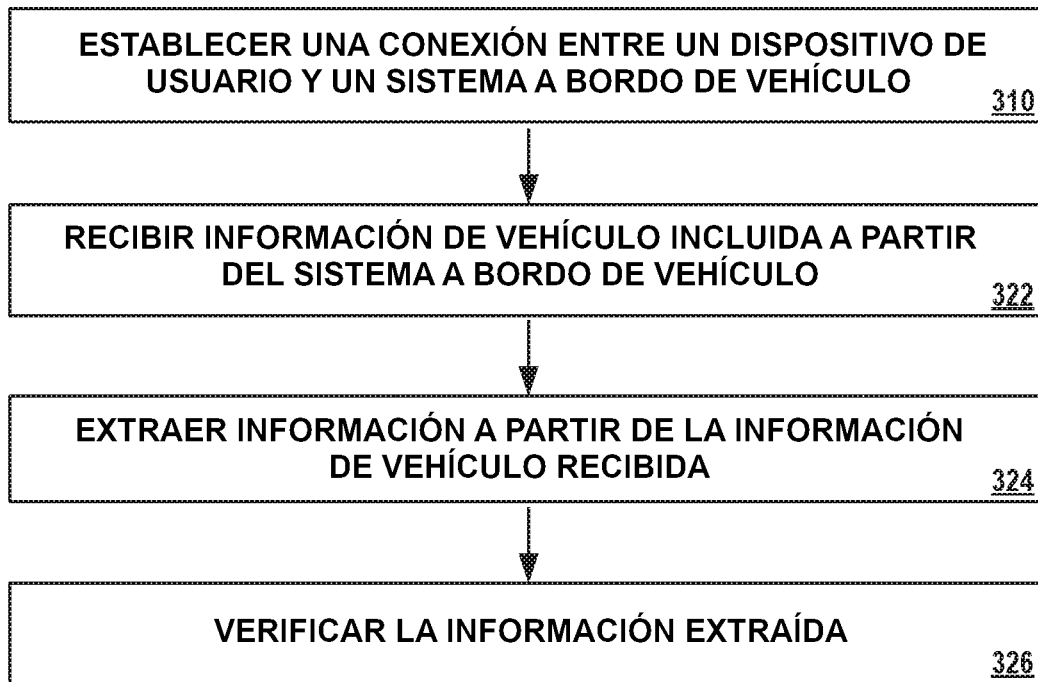 ESTABLECER UNA CONEXIÓN ENTRE UN DISPOSITIVO DE
USUARIO Y UN SISTEMA A BORDO DE VEHÍCULO
310
RECIBIR INFORMACIÓN DE VEHÍCULO INCLUIDA A PARTIR
DEL SISTEMA A BORDO DE VEHÍCULO
322
EXTRAER INFORMACIÓN A PARTIR DE LA INFORMACIÓN
DE VEHÍCULO RECIBIDA
324
VERIFICAR LA INFORMACIÓN EXTRAÍDA
326